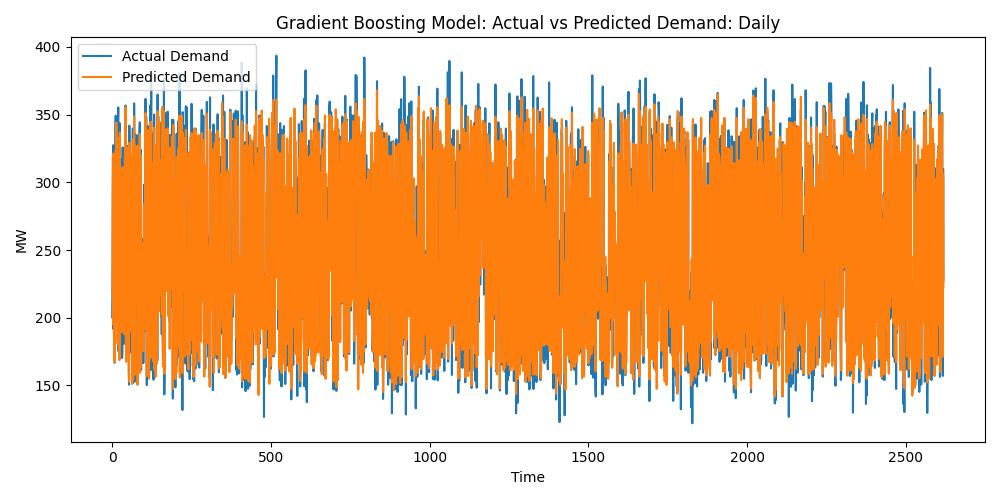 Gradient Boosting Model: Actual vs Predicted Demand: Daily
Actual Demand
Predicted Demand
400
350
300
250
200
150
MW
0 500 1000 1500 2000 2500
Time